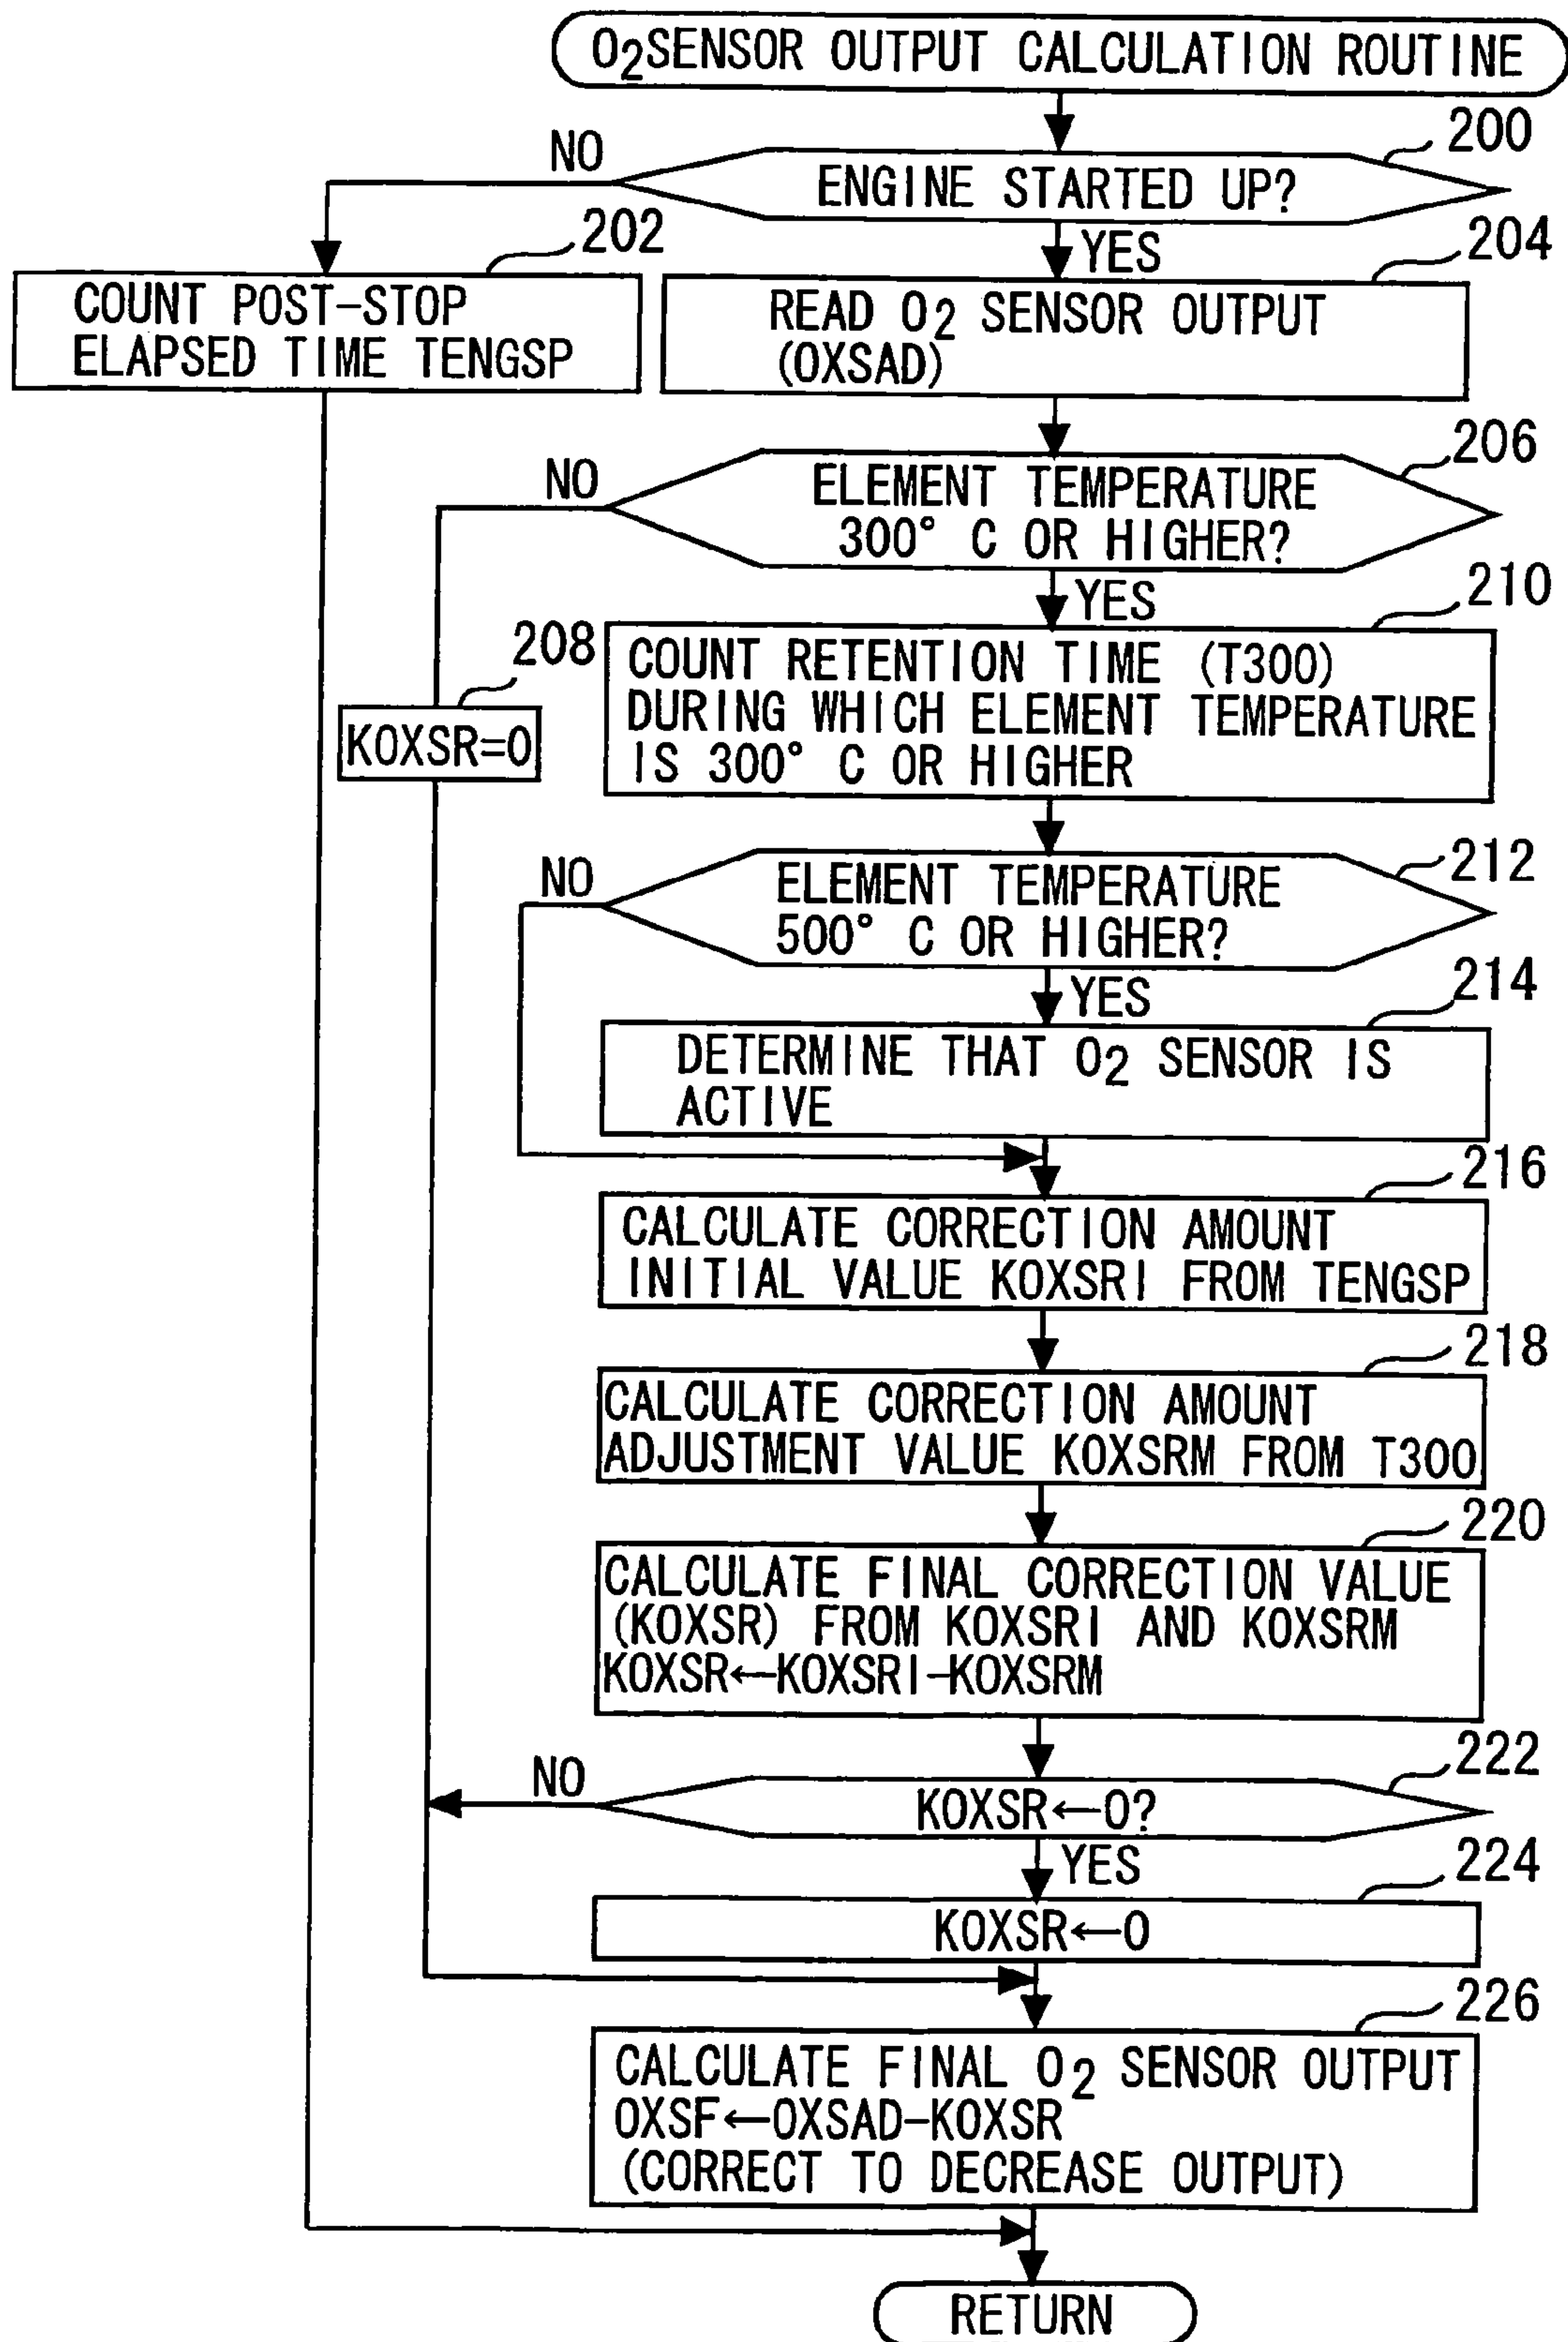 O2 SENSOR OUTPUT CALCULATION ROUTINE
200
NO
ENGINE STARTED UP?
YES
202
COUNT POST-STOP
ELAPSED TIME TENGSP
204
READ O2 SENSOR OUTPUT
(OXSAD)
206
NO
ELEMENT TEMPERATURE
300° C OR HIGHER?
YES
208
KOXSR=0
210
COUNT RETENTION TIME (T300)
DURING WHICH ELEMENT TEMPERATURE
IS 300° C OR HIGHER
212
NO
ELEMENT TEMPERATURE
500° C OR HIGHER?
YES
214
DETERMINE THAT O2 SENSOR IS
ACTIVE
216
CALCULATE CORRECTION AMOUNT
INITIAL VALUE KOXSRI FROM TENGSP
218
CALCULATE CORRECTION AMOUNT
ADJUSTMENT VALUE KOXSRM FROM T300
220
CALCULATE FINAL CORRECTION VALUE
(KOXSR) FROM KOXSRI AND KOXSRM
KOXSR←KOXSRI-KOXSRM
222
NO
KOXSR←0?
YES
224
KOXSR←0
226
CALCULATE FINAL O2 SENSOR OUTPUT
OXSF←OXSAD-KOXSR
(CORRECT TO DECREASE OUTPUT)
RETURN